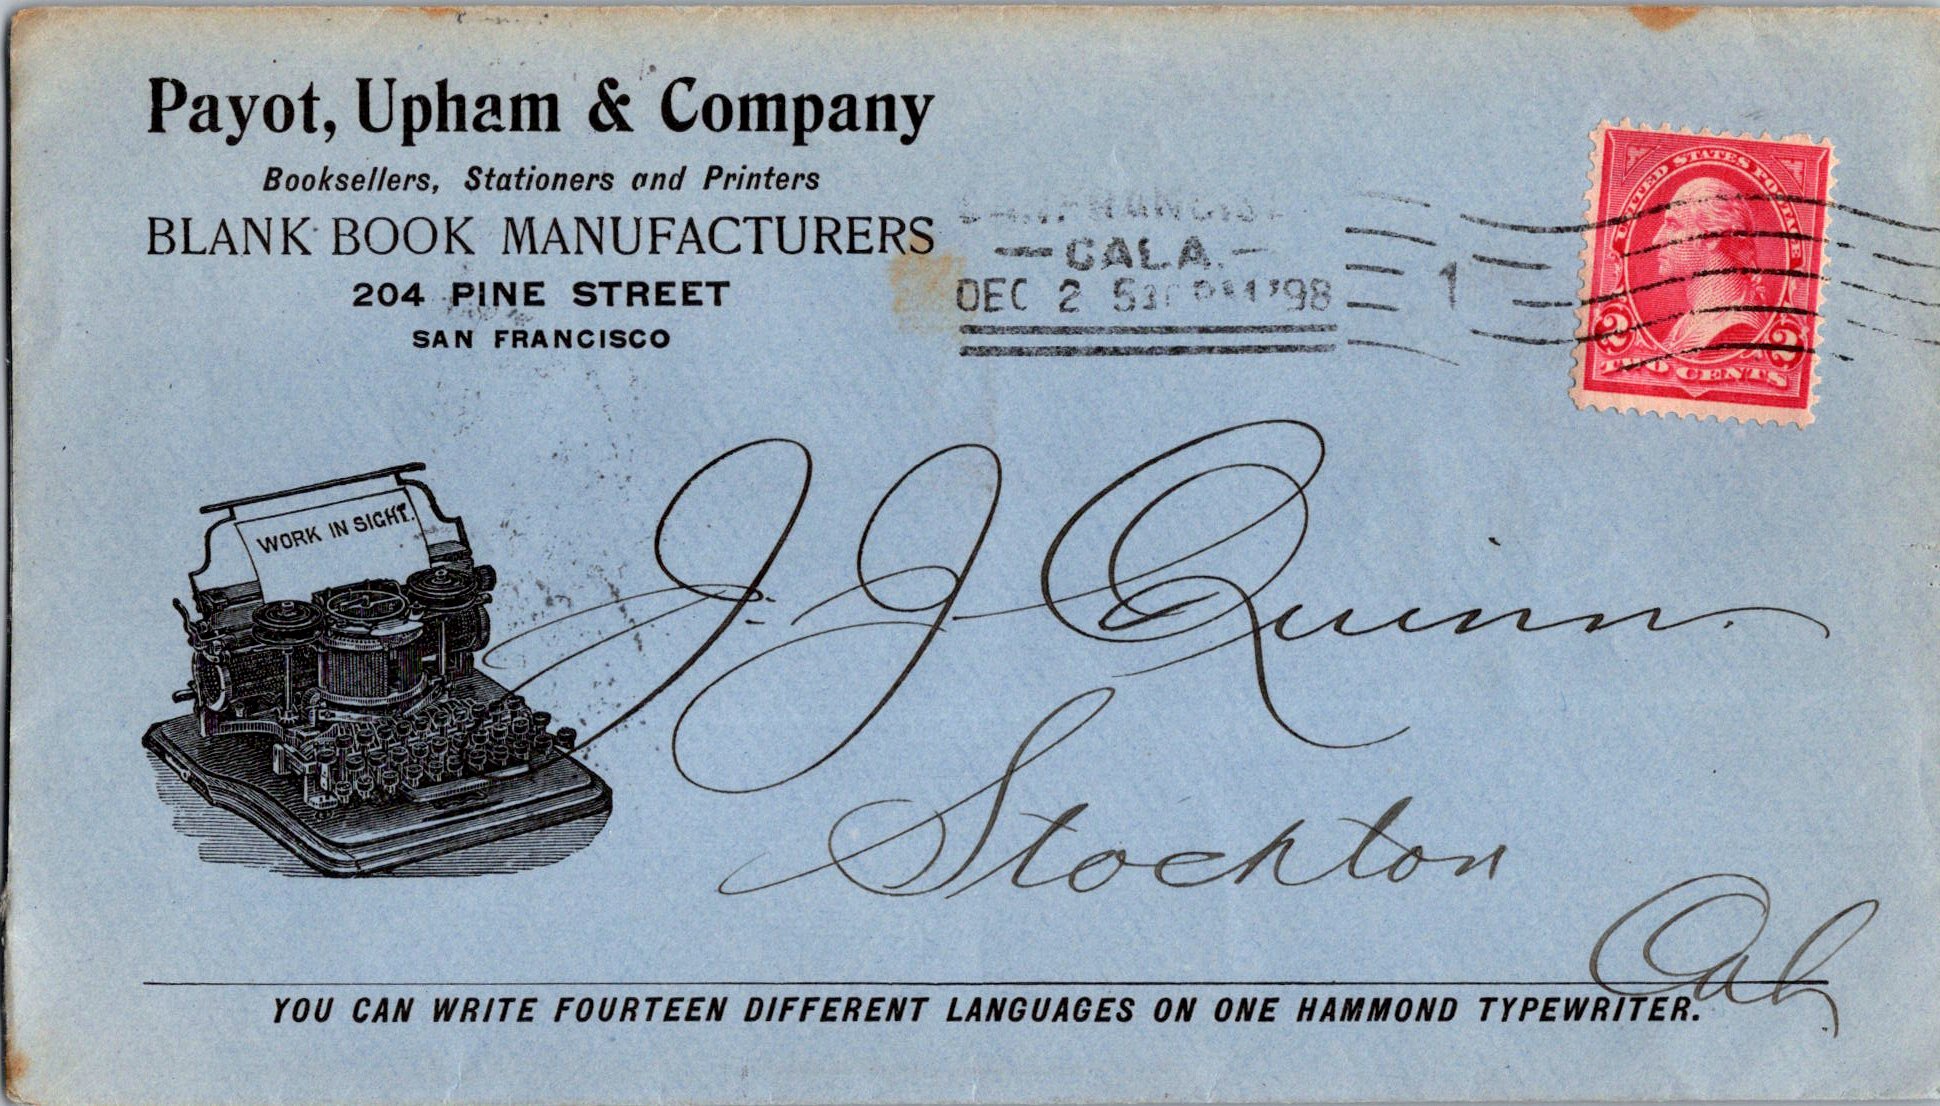 Payot, Upham & Company
Booksellers, Stationers and Printers
BLANK BOOK MANUFACTURERS
204 PINE STREET
SAN FRANCISCO
CALA.
DEC 2 5 '98
1
UNITED STATES POSTAGE
2 2
TWO CENTS
WORK IN SIGHT.
J. J. Quinn.
Stockton
Cal
YOU CAN WRITE FOURTEEN DIFFERENT LANGUAGES ON ONE HAMMOND TYPEWRITER.